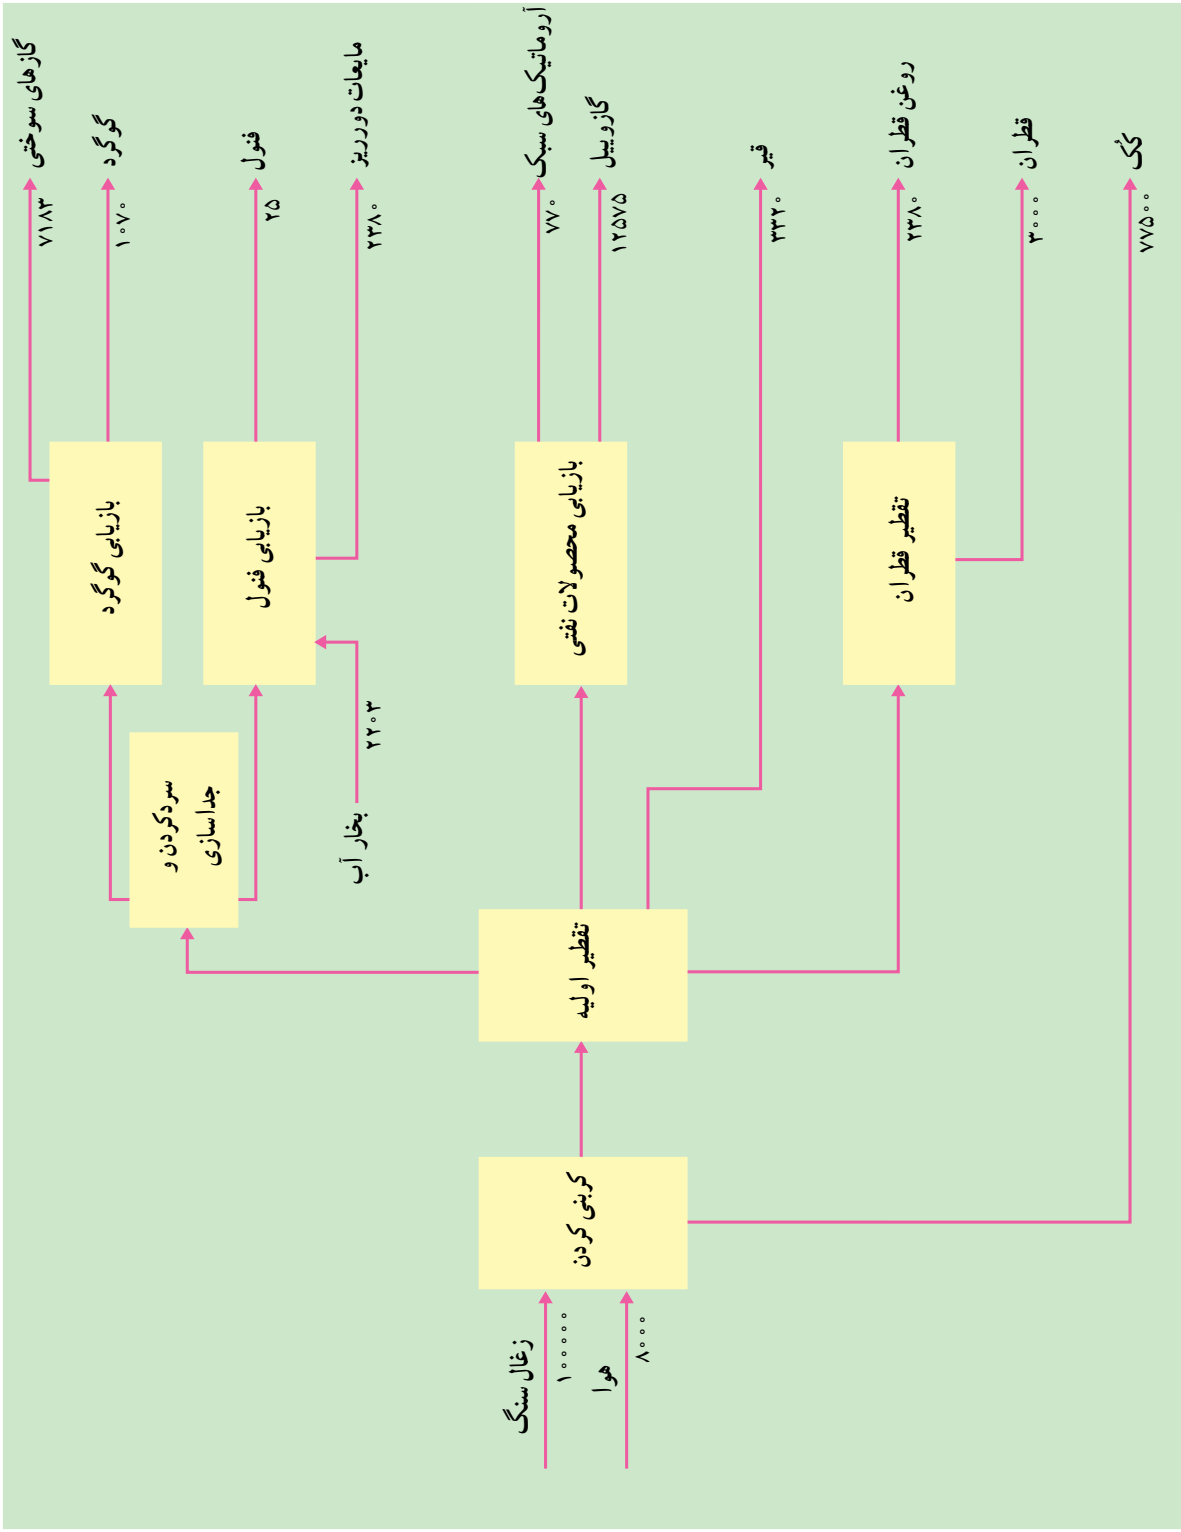 گازهای سوختی
۷۱۸۳
گوگرد
۱۰۷۰
فنول
۲۵
مایعات دورریز
۲۳۸۰
آروماتیک‌های سبک
۷۷۰
گازوییل
۱۲۵۷۵
قیر
۳۳۲۰
روغن قطران
۲۳۸۰
قطران
۳۰۰۰
کُک
۷۷۵۰۰
بازیابی گوگرد
بازیابی فنول
بازیابی محصولات نفتی
تقطیر قطران
سردکردن و
جداسازی
بخار آب
۲۲۰۳
تقطیر اولیه
کربنی کردن
زغال سنگ
۱۰۰۰۰۰
هوا
۸۰۰۰